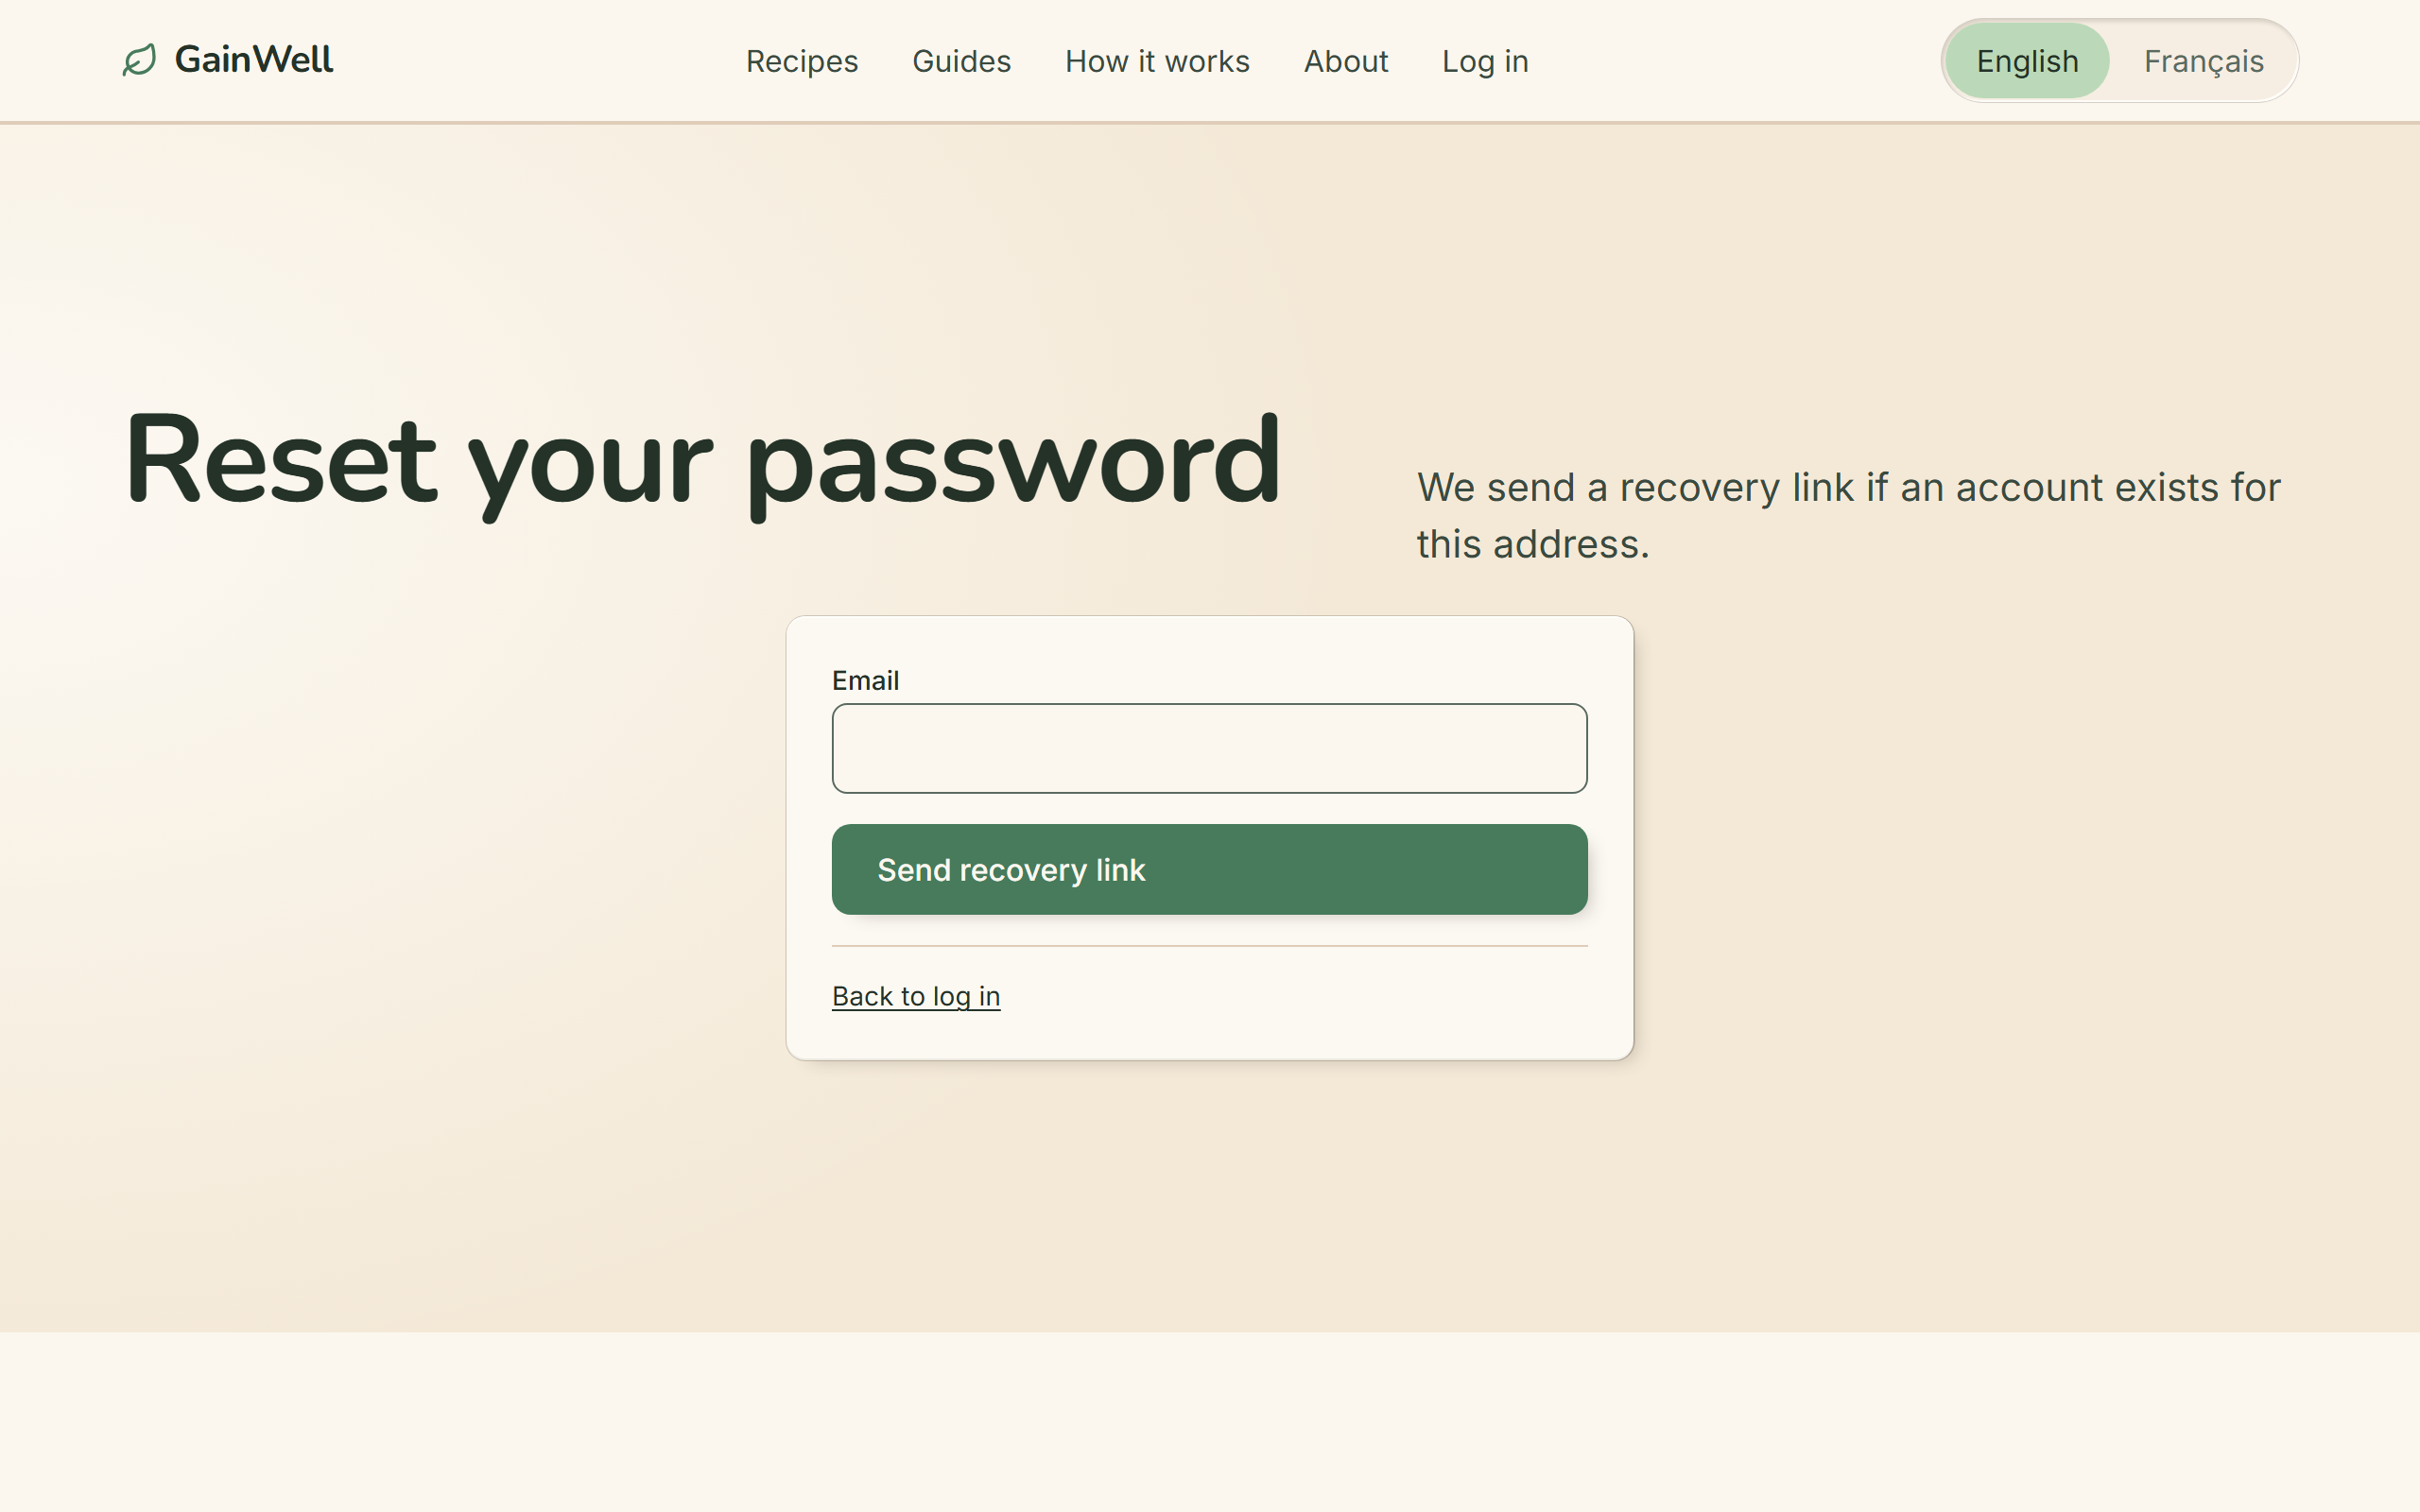 GainWell
Recipes
Guides
How it works
About
Log in
English
Français
Reset your password
We send a recovery link if an account exists for
this address.
Email
Send recovery link
Back to log in